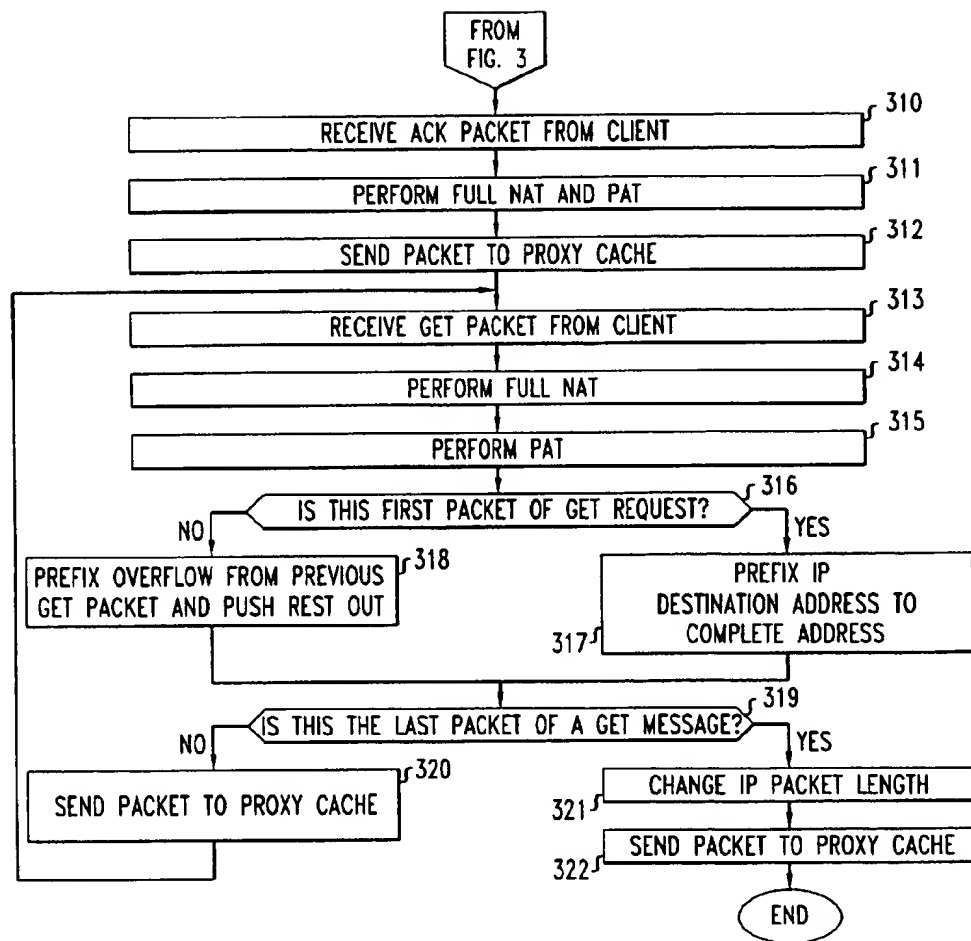 FROM
FIG. 3
310
RECEIVE ACK PACKET FROM CLIENT
311
PERFORM FULL NAT AND PAT
312
SEND PACKET TO PROXY CACHE
313
RECEIVE GET PACKET FROM CLIENT
314
PERFORM FULL NAT
315
PERFORM PAT
316
IS THIS FIRST PACKET OF GET REQUEST?
NO
YES
318
PREFIX OVERFLOW FROM PREVIOUS
GET PACKET AND PUSH REST OUT
PREFIX IP
DESTINATION ADDRESS TO
COMPLETE ADDRESS
317
319
IS THIS THE LAST PACKET OF A GET MESSAGE?
NO
YES
320
SEND PACKET TO PROXY CACHE
CHANGE IP PACKET LENGTH
321
SEND PACKET TO PROXY CACHE
322
END